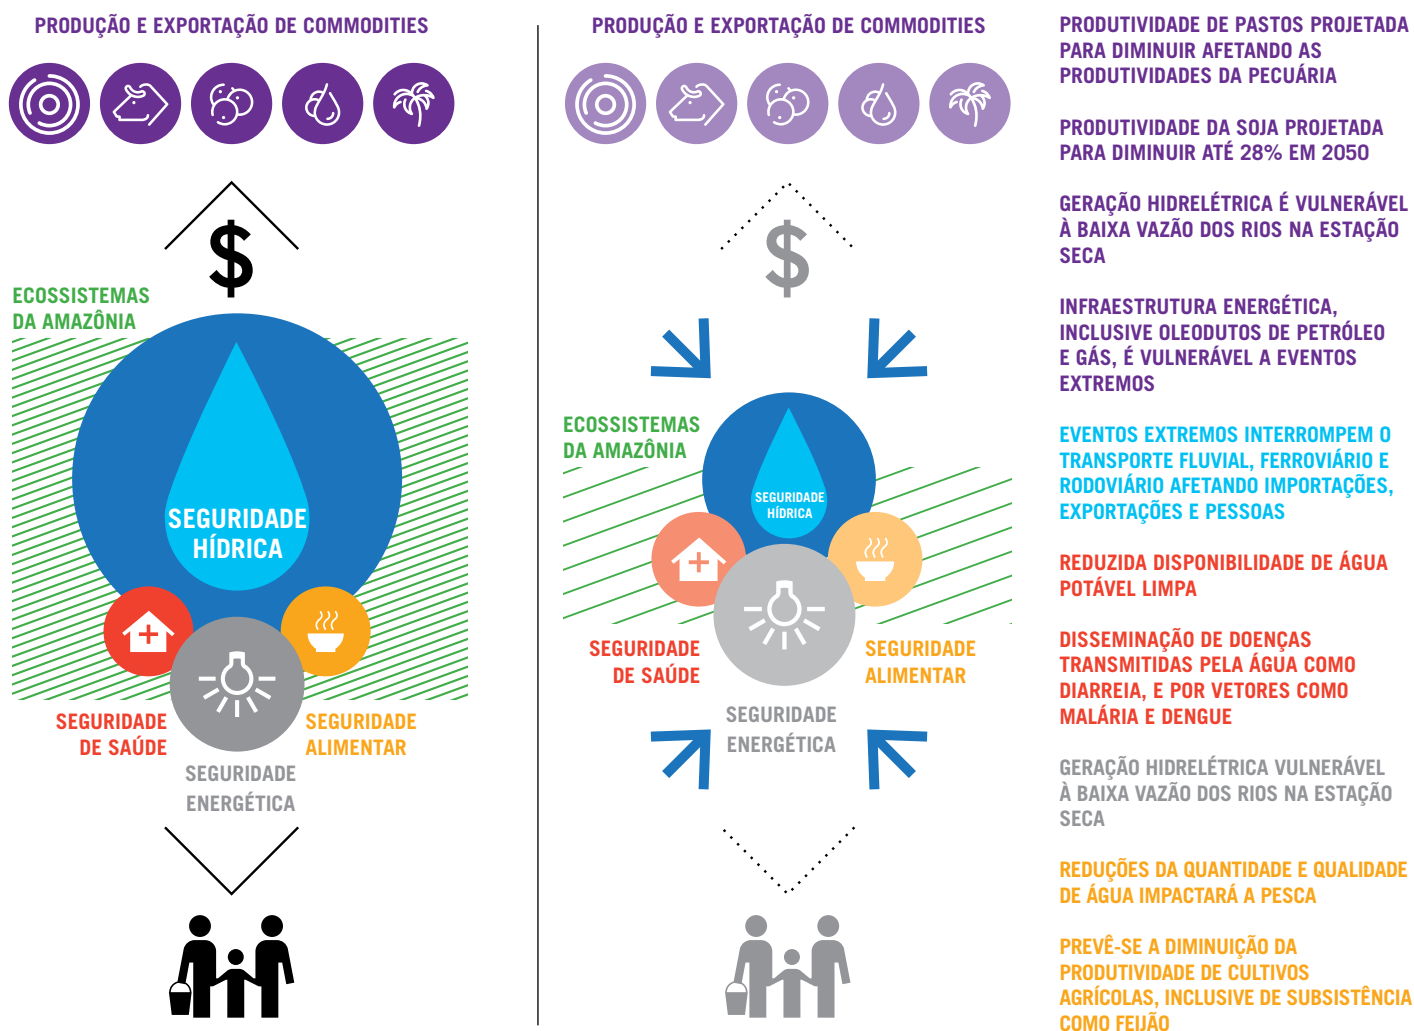 PRODUÇÃO E EXPORTAÇÃO DE COMMODITIES
$
ECOSSISTEMAS
DA AMAZÔNIA
SEGURIDADE
HÍDRICA
SEGURIDADE
DE SAÚDE
SEGURIDADE
ALIMENTAR
SEGURIDADE
ENERGÉTICA
PRODUÇÃO E EXPORTAÇÃO DE COMMODITIES
$
ECOSSISTEMAS
DA AMAZÔNIA
SEGURIDADE
HÍDRICA
SEGURIDADE
DE SAÚDE
SEGURIDADE
ALIMENTAR
SEGURIDADE
ENERGÉTICA
PRODUTIVIDADE DE PASTOS PROJETADA
PARA DIMINUIR AFETANDO AS
PRODUTIVIDADES DA PECUÁRIA
PRODUTIVIDADE DA SOJA PROJETADA
PARA DIMINUIR ATÉ 28% EM 2050
GERAÇÃO HIDRELÉTRICA É VULNERÁVEL
À BAIXA VAZÃO DOS RIOS NA ESTAÇÃO
SECA
INFRAESTRUTURA ENERGÉTICA,
INCLUSIVE OLEODUTOS DE PETRÓLEO
E GÁS, É VULNERÁVEL A EVENTOS
EXTREMOS
EVENTOS EXTREMOS INTERROMPEM O
TRANSPORTE FLUVIAL, FERROVIÁRIO E
RODOVIÁRIO AFETANDO IMPORTAÇÕES,
EXPORTAÇÕES E PESSOAS
REDUZIDA DISPONIBILIDADE DE ÁGUA
POTÁVEL LIMPA
DISSEMINAÇÃO DE DOENÇAS
TRANSMITIDAS PELA ÁGUA COMO
DIARREIA, E POR VETORES COMO
MALÁRIA E DENGUE
GERAÇÃO HIDRELÉTRICA VULNERÁVEL
À BAIXA VAZÃO DOS RIOS NA ESTAÇÃO
SECA
REDUÇÕES DA QUANTIDADE E QUALIDADE
DE ÁGUA IMPACTARÁ A PESCA
PREVÊ-SE A DIMINUIÇÃO DA
PRODUTIVIDADE DE CULTIVOS
AGRÍCOLAS, INCLUSIVE DE SUBSISTÊNCIA
COMO FEIJÃO